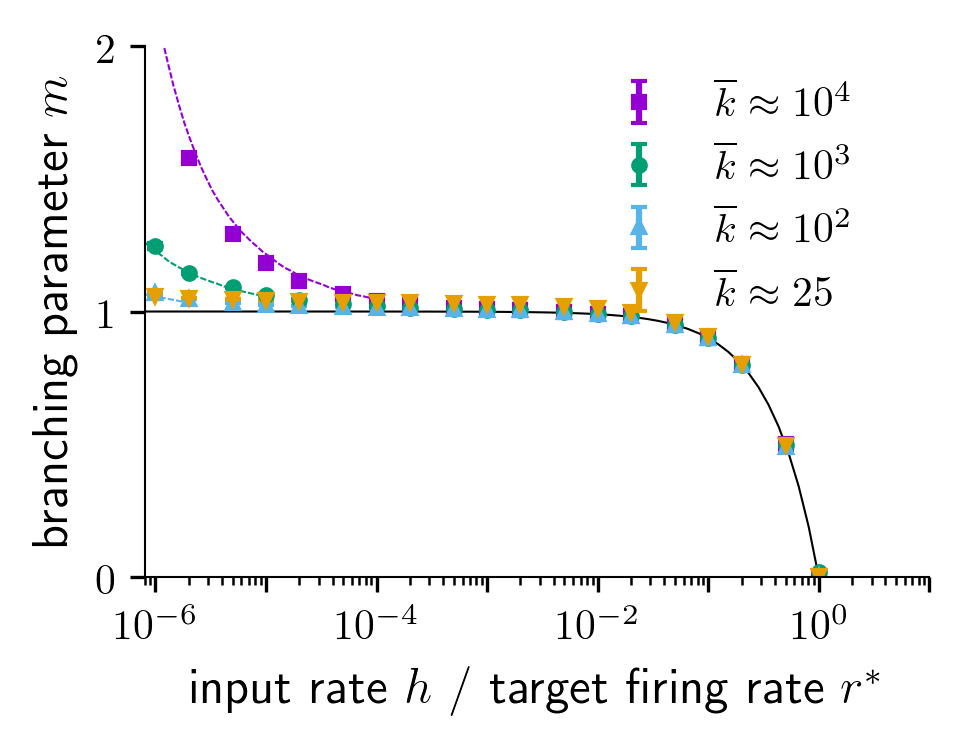 2
1
0
branching parameter m
k̅ ≈ 10⁴
k̅ ≈ 10³
k̅ ≈ 10²
k̅ ≈ 25
10⁻⁶ 10⁻⁴ 10⁻² 10⁰
input rate h / target firing rate r*